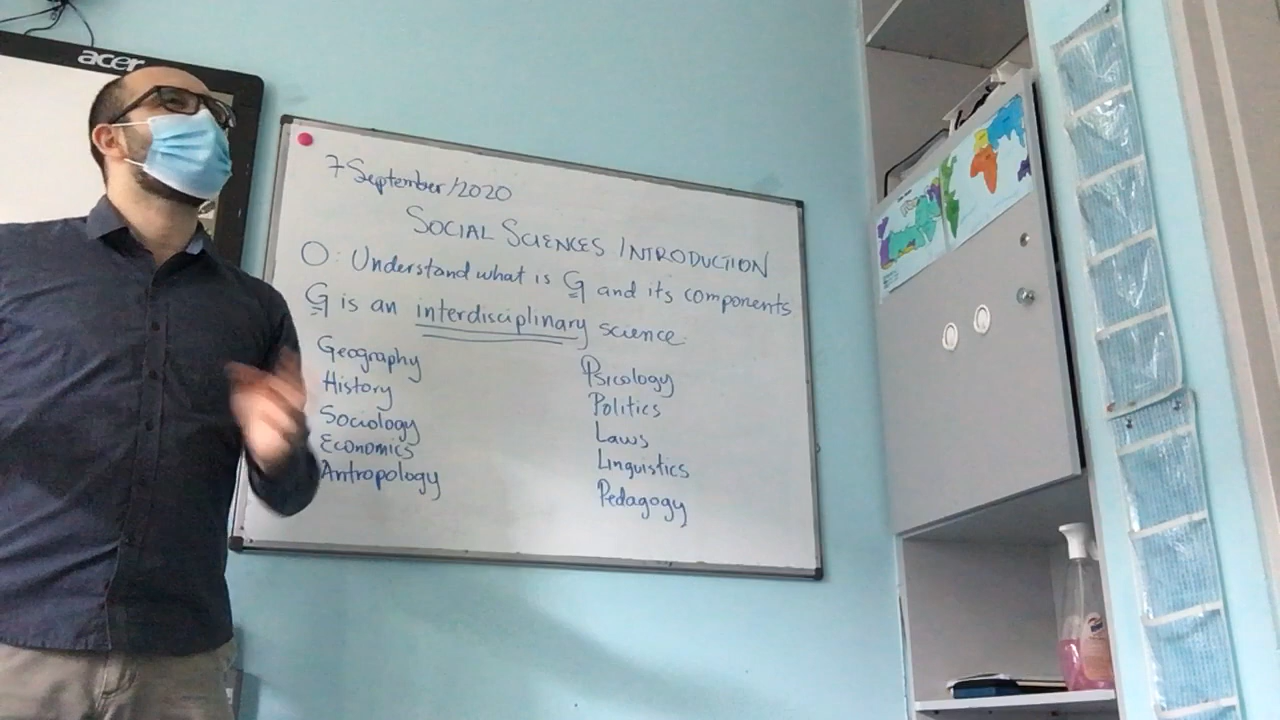 acer
7 September/2020
SOCIAL SCIENCES INTRODUCTION
O: Understand what is G and its components
G is an interdisciplinary science.
Geography
History
Sociology
Economics
Antropology
Psicology
Politics
Laws
Linguistics
Pedagogy